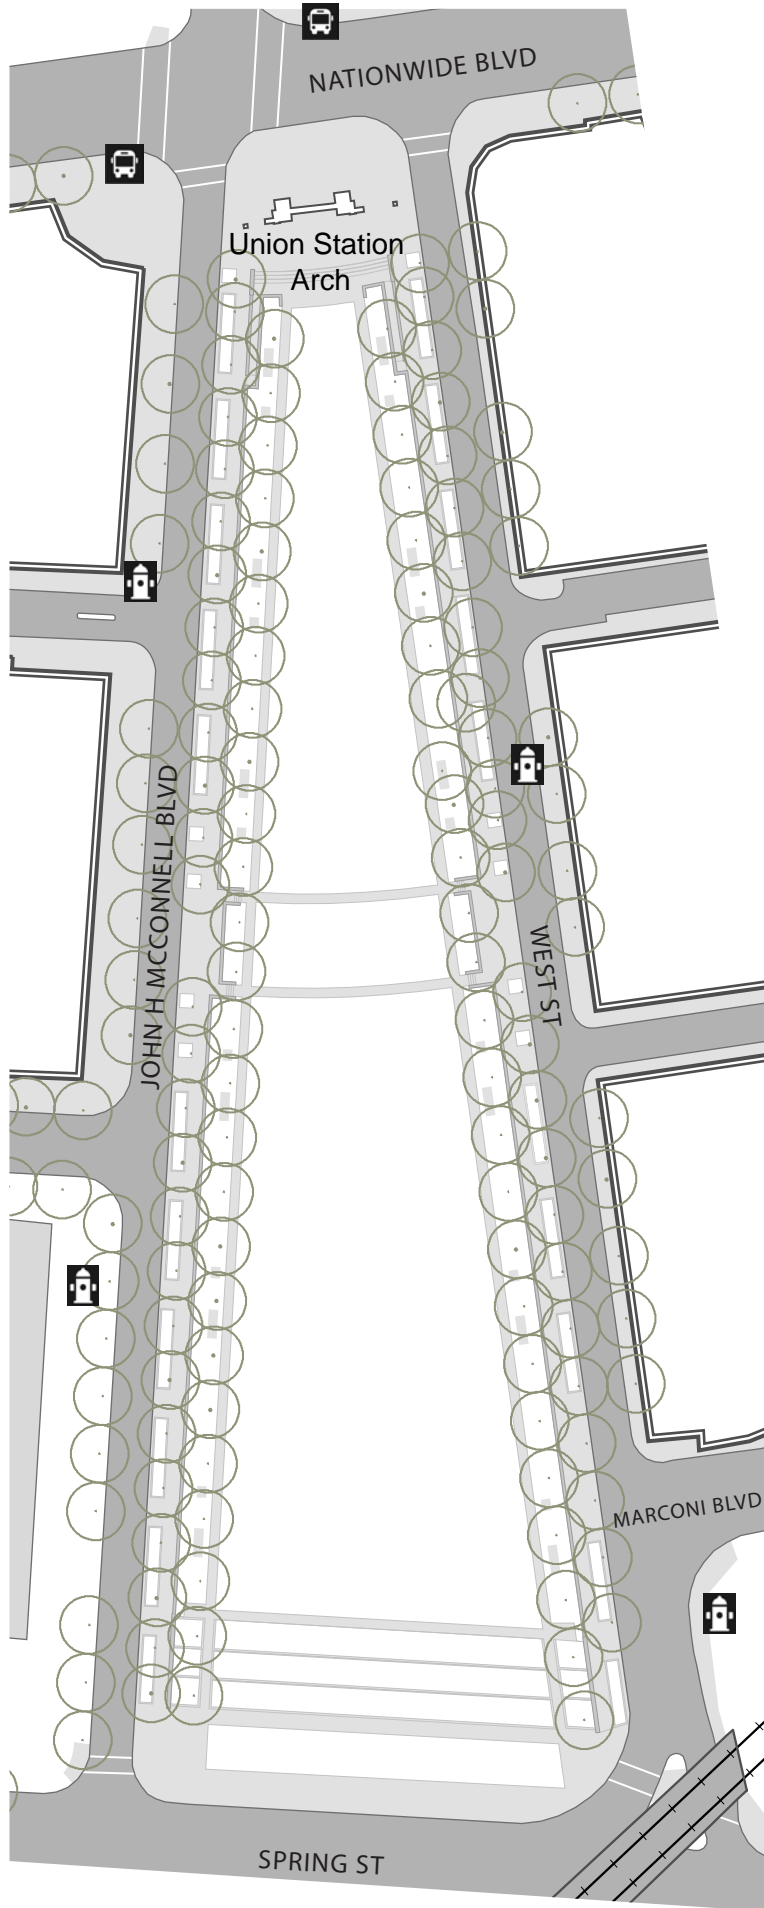 NATIONWIDE BLVD
Union Station
Arch
JOHN H MCCONNELL BLVD
WEST ST
MARCONI BLVD
SPRING ST